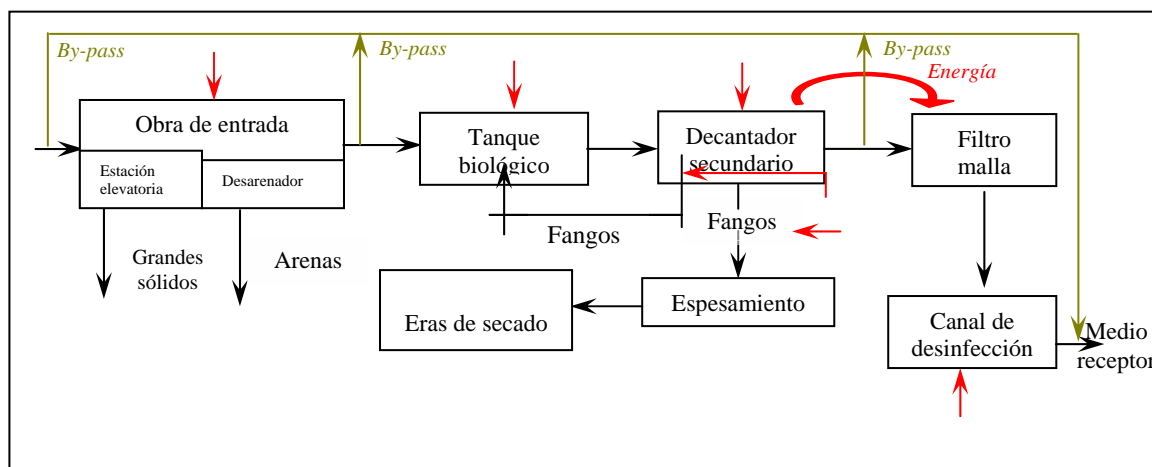 By-pass
By-pass
By-pass
Energía
Obra de entrada
Estación
elevatoria
Desarenador
Tanque
biológico
Decantador
secundario
Filtro
malla
Fangos
Fangos
Grandes
sólidos
Arenas
Eras de secado
Espesamiento
Canal de
desinfección
Medio
receptor